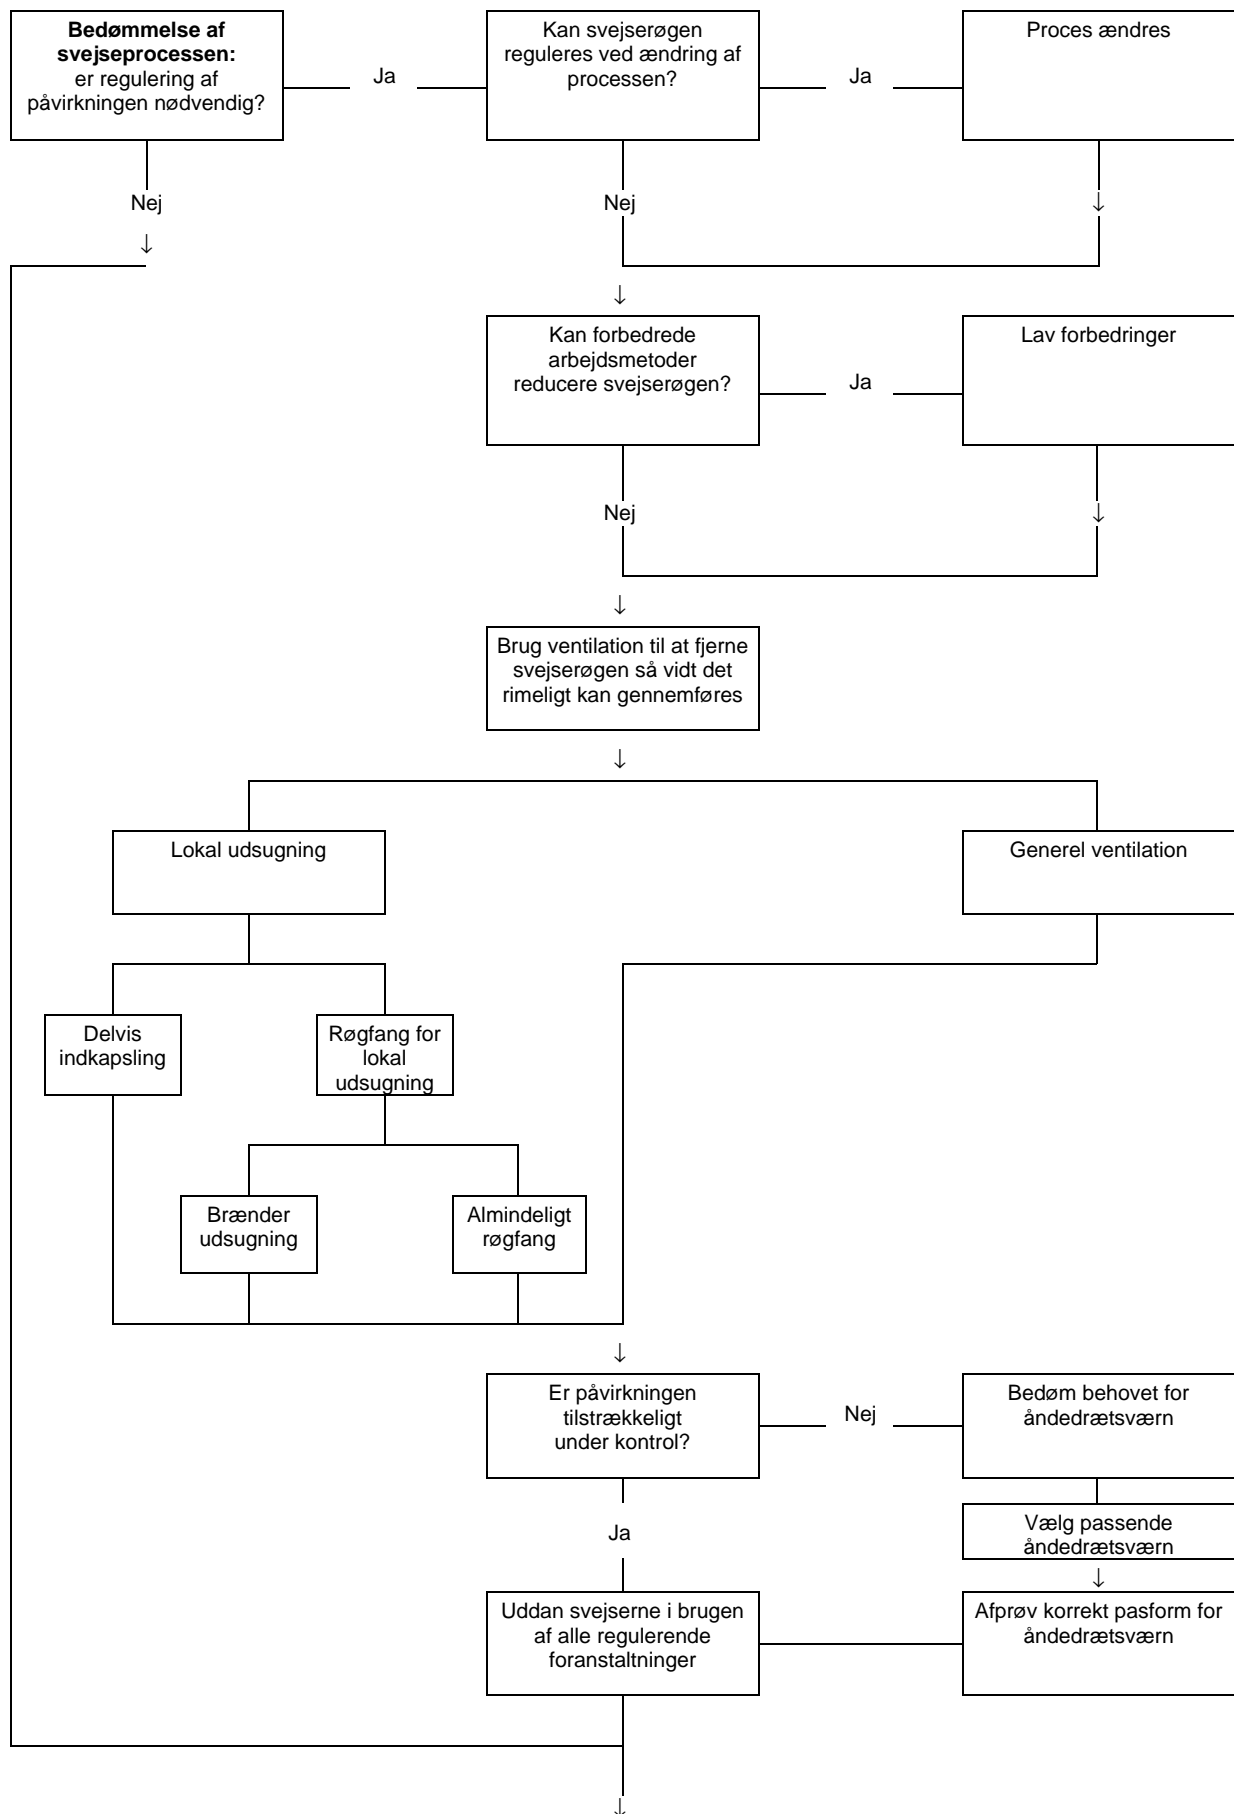 Bedømmelse af
svejseprocessen:
er regulering af
påvirkningen nødvendig?
Ja
Kan svejserøgen
reguleres ved ændring af
processen?
Ja
Proces ændres
Nej
↓
Nej
↓
↓
Kan forbedrede
arbejdsmetoder
reducere svejserøgen?
Ja
Lav forbedringer
Nej
↓
↓
Brug ventilation til at fjerne
svejserøgen så vidt det
rimeligt kan gennemføres
↓
Lokal udsugning
Generel ventilation
Delvis
indkapsling
Røgfang for
lokal
udsugning
Brænder
udsugning
Almindeligt
røgfang
↓
Er påvirkningen
tilstrækkeligt
under kontrol?
Nej
Bedøm behovet for
åndedrætsværn
Ja
Vælg passende
åndedrætsværn
↓
Uddan svejserne i brugen
af alle regulerende
foranstaltninger
Afprøv korrekt pasform for
åndedrætsværn
↓